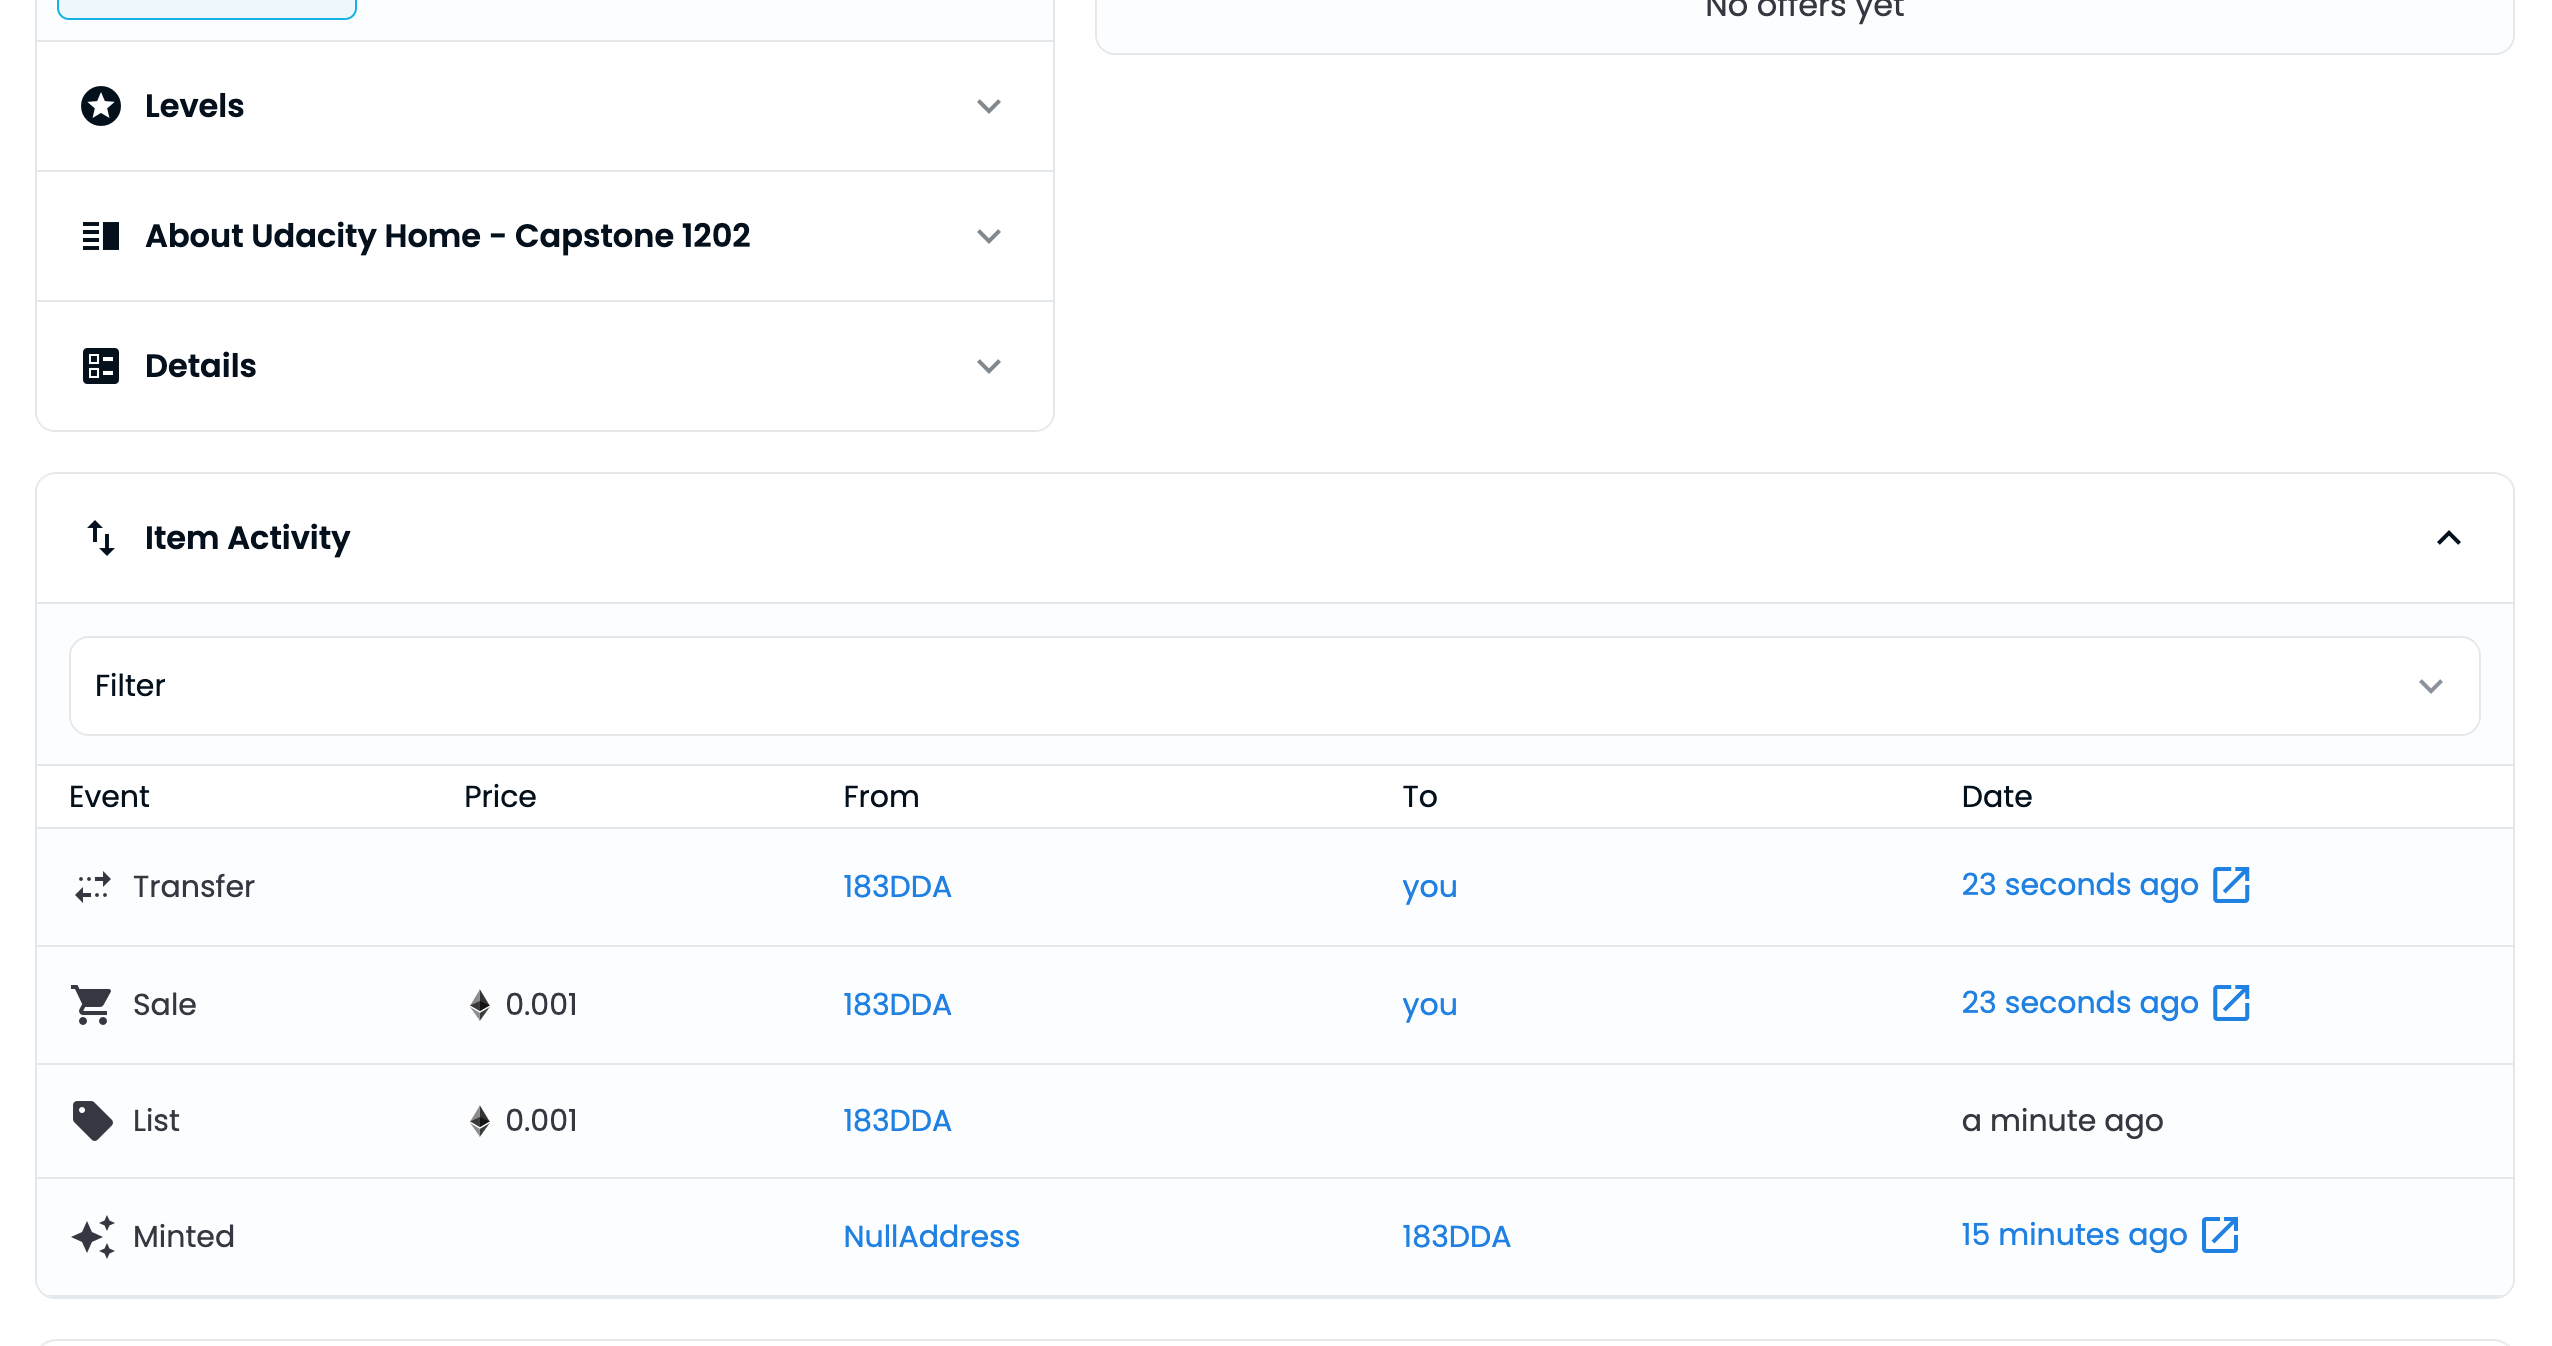 No offers yet
Levels
About Udacity Home - Capstone 1202
Details
Item Activity
Filter
Event Price From To Date
Transfer 183DDA you 23 seconds ago
Sale 0.001 183DDA you 23 seconds ago
List 0.001 183DDA a minute ago
Minted NullAddress 183DDA 15 minutes ago